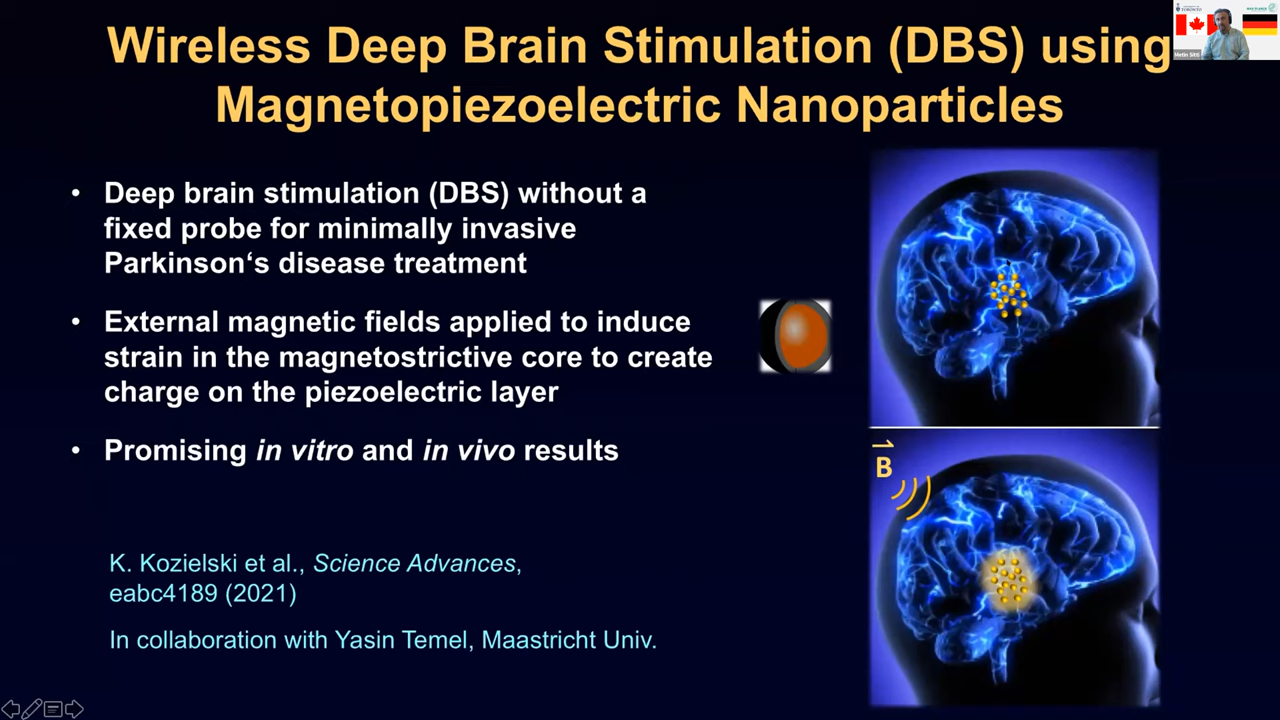 Wireless Deep Brain Stimulation (DBS) using
Magnetopiezoelectric Nanoparticles
• Deep brain stimulation (DBS) without a
fixed probe for minimally invasive
Parkinson‘s disease treatment
• External magnetic fields applied to induce
strain in the magnetostrictive core to create
charge on the piezoelectric layer
• Promising in vitro and in vivo results
K. Kozielski et al., Science Advances,
eabc4189 (2021)
In collaboration with Yasin Temel, Maastricht Univ.
B
TORONTO
Metin Sitti